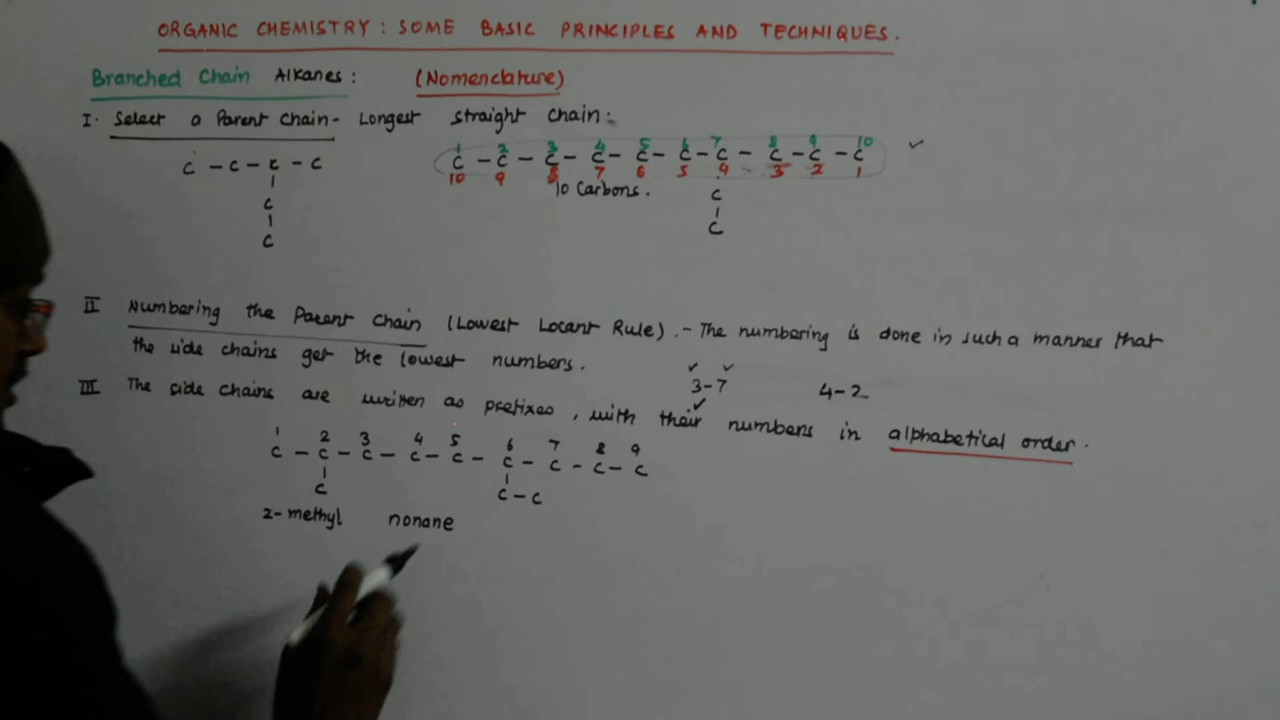 ORGANIC CHEMISTRY : SOME BASIC PRINCIPLES AND TECHNIQUES.
Branched Chain Alkanes : (Nomenclature)
I. Select a Parent Chain - Longest straight chain :
1 2 3 4 5 6 7 8 9 10
C - C - C - C C - C - C - C - C - C - C - C - C - C
10 9 8 7 6 5 4 3 2 1
10 Carbons.
C C
C C
II Numbering the Parent Chain (Lowest Locant Rule). - The numbering is done in such a manner that
the side chains get the lowest numbers.
3-7 4-2
III The side chains are written as prefixes, with their numbers in alphabetical order.
1 2 3 4 5 6 7 8 9
C - C - C - C - C - C - C - C - C
C C - C
2-methyl nonane